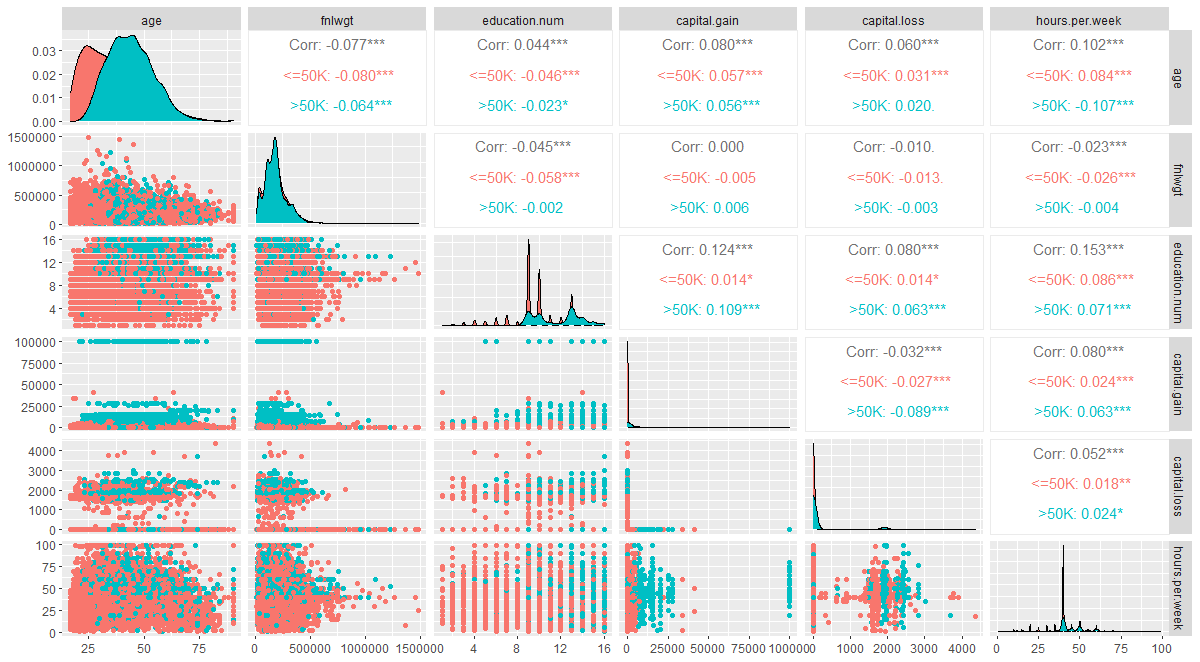 age fnlwgt education.num capital.gain capital.loss hours.per.week
0.03
0.02
0.01
0.00
Corr: -0.077*** Corr: 0.044*** Corr: 0.080*** Corr: 0.060*** Corr: 0.102***
<=50K: -0.080*** <=50K: -0.046*** <=50K: 0.057*** <=50K: 0.031*** <=50K: 0.084***
>50K: -0.064*** >50K: -0.023* >50K: 0.056*** >50K: 0.020. >50K: -0.107***
age
1500000
1000000
500000
0
Corr: -0.045*** Corr: 0.000 Corr: -0.010. Corr: -0.023***
<=50K: -0.058*** <=50K: -0.005 <=50K: -0.013. <=50K: -0.026***
>50K: -0.002 >50K: 0.006 >50K: -0.003 >50K: -0.004
fnlwgt
16
12
8
4
Corr: 0.124*** Corr: 0.080*** Corr: 0.153***
<=50K: 0.014* <=50K: 0.014* <=50K: 0.086***
>50K: 0.109*** >50K: 0.063*** >50K: 0.071***
education.num
100000
75000
50000
25000
0
Corr: -0.032*** Corr: 0.080***
<=50K: -0.027*** <=50K: 0.024***
>50K: -0.089*** >50K: 0.063***
capital.gain
4000
3000
2000
1000
0
Corr: 0.052***
<=50K: 0.018**
>50K: 0.024*
capital.loss
100
75
50
25
0
hours.per.week
25 50 75 0 500000 1000000 1500000 4 8 12 16 0 25000 50000 75000 100000 0 1000 2000 3000 4000 0 25 50 75 100